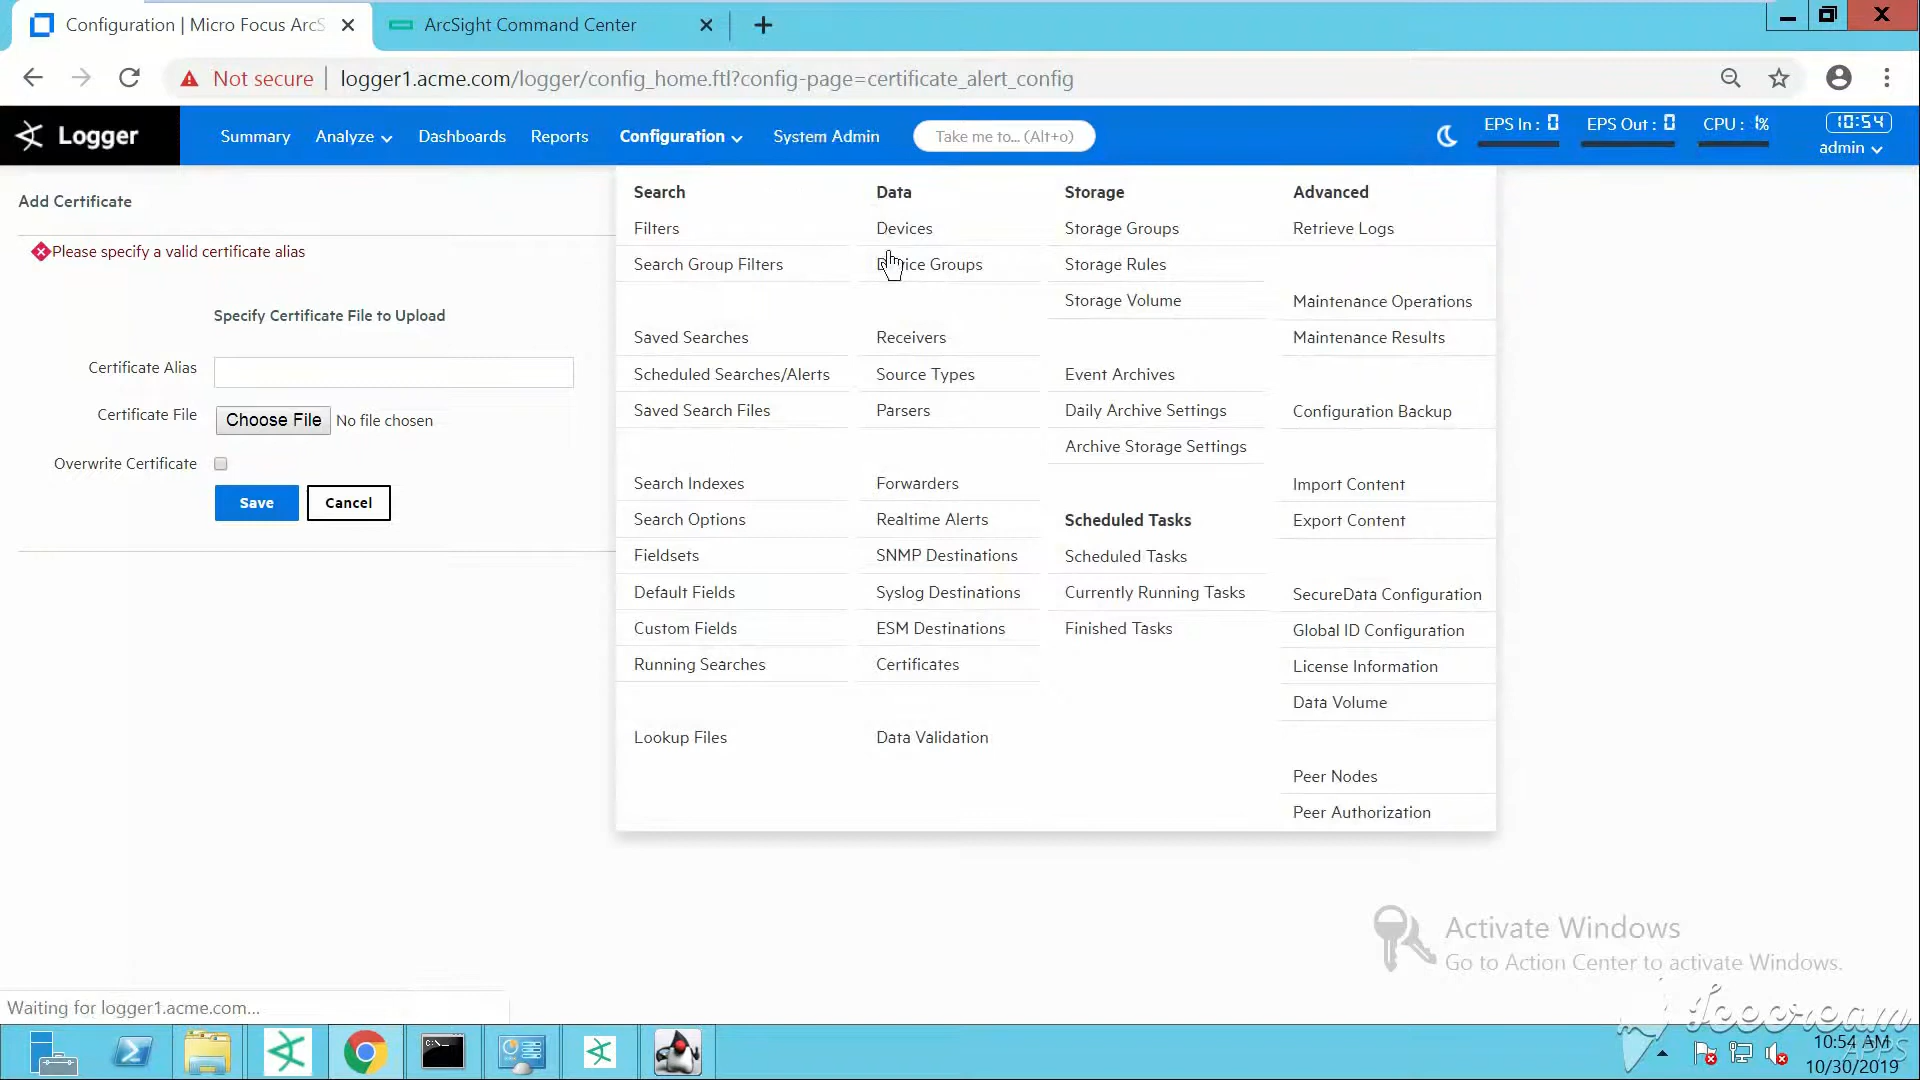 Configuration | Micro Focus ArcS
ArcSight Command Center
Not secure
logger1.acme.com/logger/config_home.ftl?config-page=certificate_alert_config
Logger
Summary
Analyze
Dashboards
Reports
Configuration
System Admin
Take me to... (Alt+o)
EPS In : 0
EPS Out : 0
CPU : 1%
10:54
admin
Add Certificate
Please specify a valid certificate alias
Specify Certificate File to Upload
Certificate Alias
Certificate File
Choose File
No file chosen
Overwrite Certificate
Save
Cancel
Search
Filters
Search Group Filters
Saved Searches
Scheduled Searches/Alerts
Saved Search Files
Search Indexes
Search Options
Fieldsets
Default Fields
Custom Fields
Running Searches
Lookup Files
Data
Devices
Device Groups
Receivers
Source Types
Parsers
Forwarders
Realtime Alerts
SNMP Destinations
Syslog Destinations
ESM Destinations
Certificates
Data Validation
Storage
Storage Groups
Storage Rules
Storage Volume
Event Archives
Daily Archive Settings
Archive Storage Settings
Scheduled Tasks
Scheduled Tasks
Currently Running Tasks
Finished Tasks
Advanced
Retrieve Logs
Maintenance Operations
Maintenance Results
Configuration Backup
Import Content
Export Content
SecureData Configuration
Global ID Configuration
License Information
Data Volume
Peer Nodes
Peer Authorization
Activate Windows
Go to Action Center to activate Windows.
Waiting for logger1.acme.com...
Icecream
APPS
10:54 AM
10/30/2019